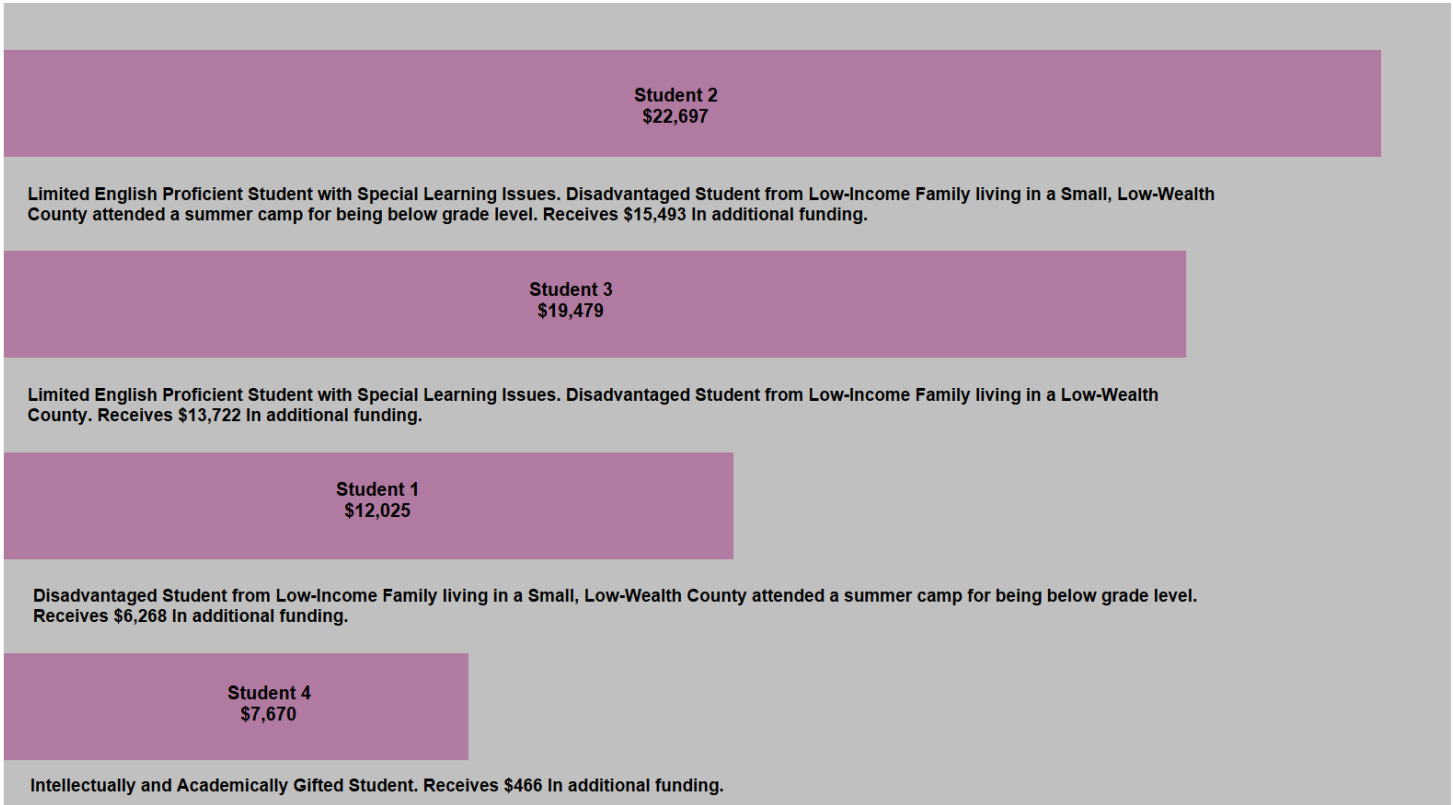 Student 2
$22,697
Limited English Proficient Student with Special Learning Issues. Disadvantaged Student from Low-Income Family living in a Small, Low-Wealth
County attended a summer camp for being below grade level. Receives $15,493 In additional funding.
Student 3
$19,479
Limited English Proficient Student with Special Learning Issues. Disadvantaged Student from Low-Income Family living in a Low-Wealth
County. Receives $13,722 In additional funding.
Student 1
$12,025
Disadvantaged Student from Low-Income Family living in a Small, Low-Wealth County attended a summer camp for being below grade level.
Receives $6,268 In additional funding.
Student 4
$7,670
Intellectually and Academically Gifted Student. Receives $466 In additional funding.